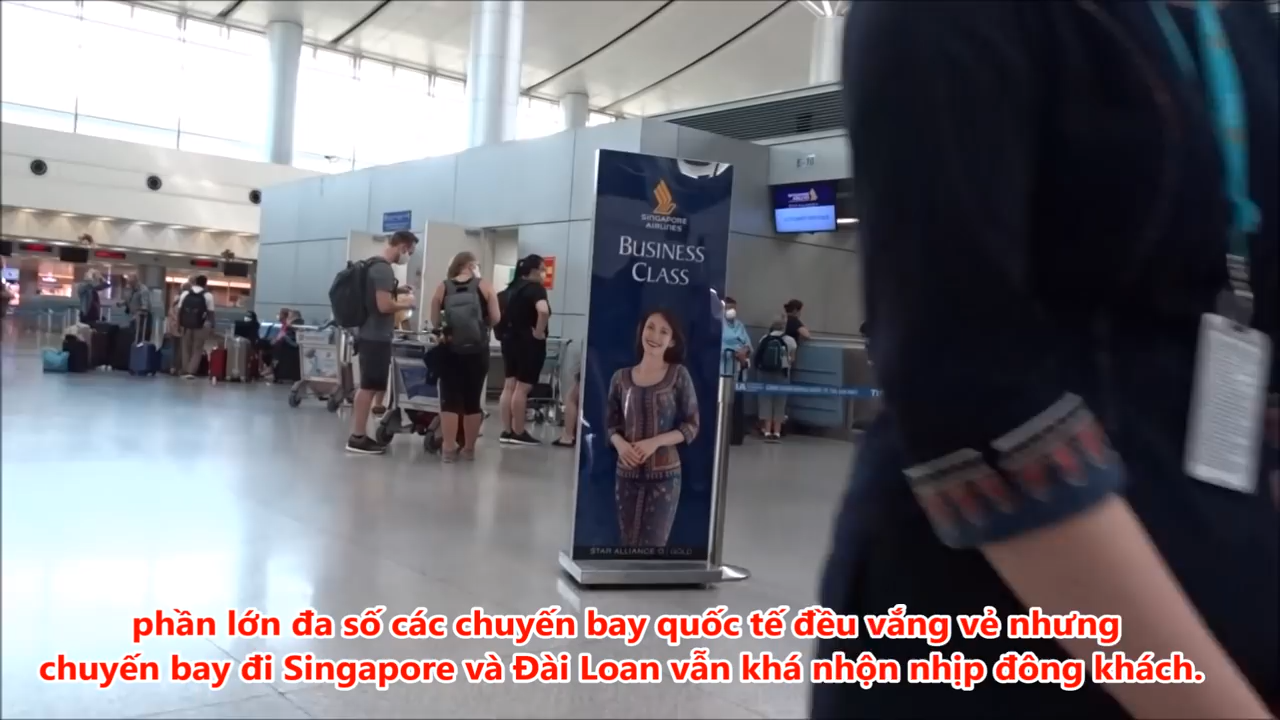 E-10
SINGAPORE
AIRLINES
BUSINESS
CLASS
STAR ALLIANCE GOLD
phần lớn đa số các chuyến bay quốc tế đều vắng vẻ nhưng
chuyến bay đi Singapore và Đài Loan vẫn khá nhộn nhịp đông khách.